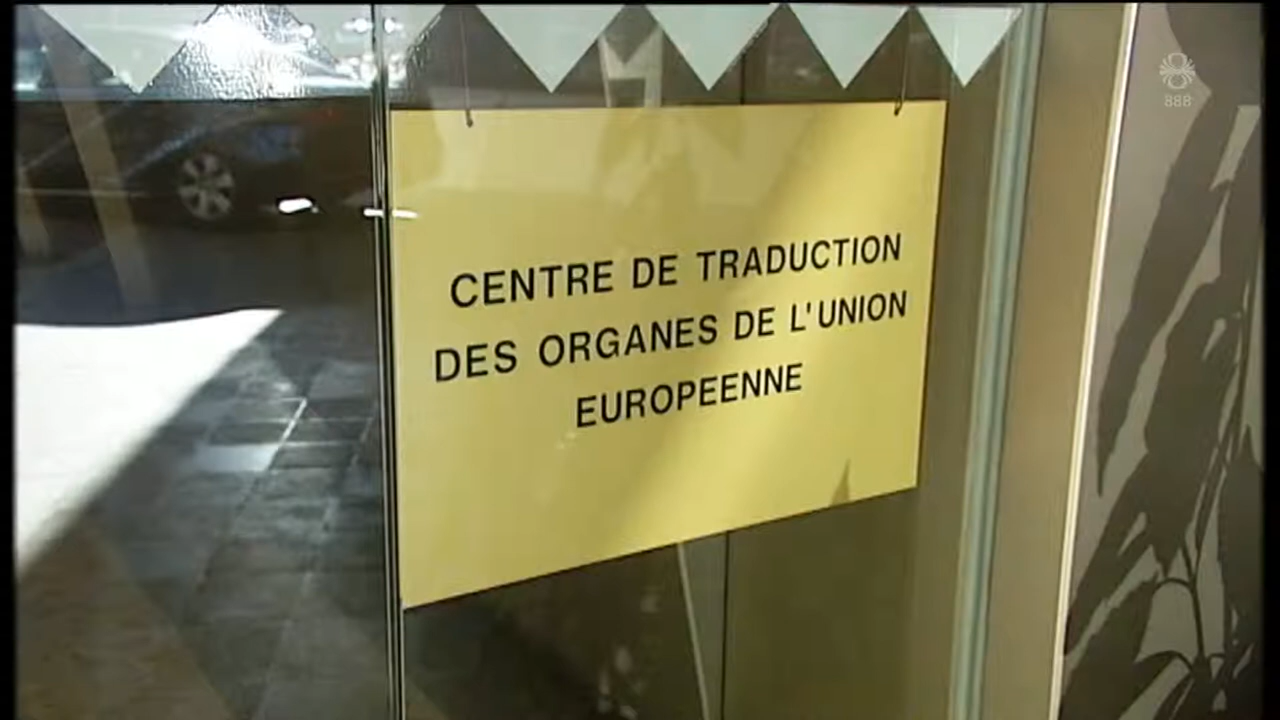 888
CENTRE DE TRADUCTION
DES ORGANES DE L'UNION
EUROPEENNE